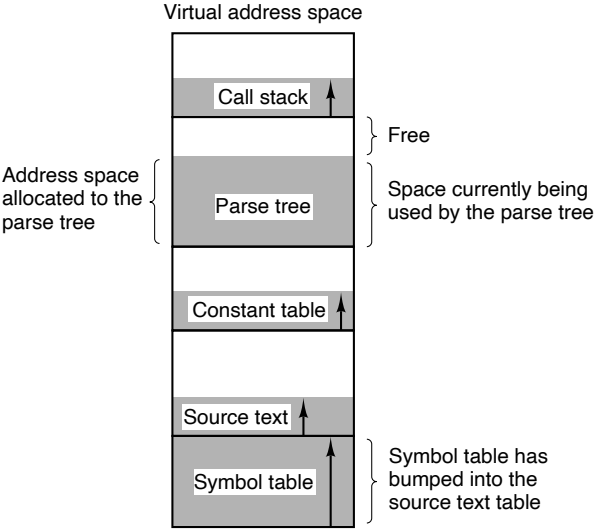 Virtual address space
Call stack
Free
Address space
allocated to the
parse tree
Parse tree
Space currently being
used by the parse tree
Constant table
Source text
Symbol table
Symbol table has
bumped into the
source text table